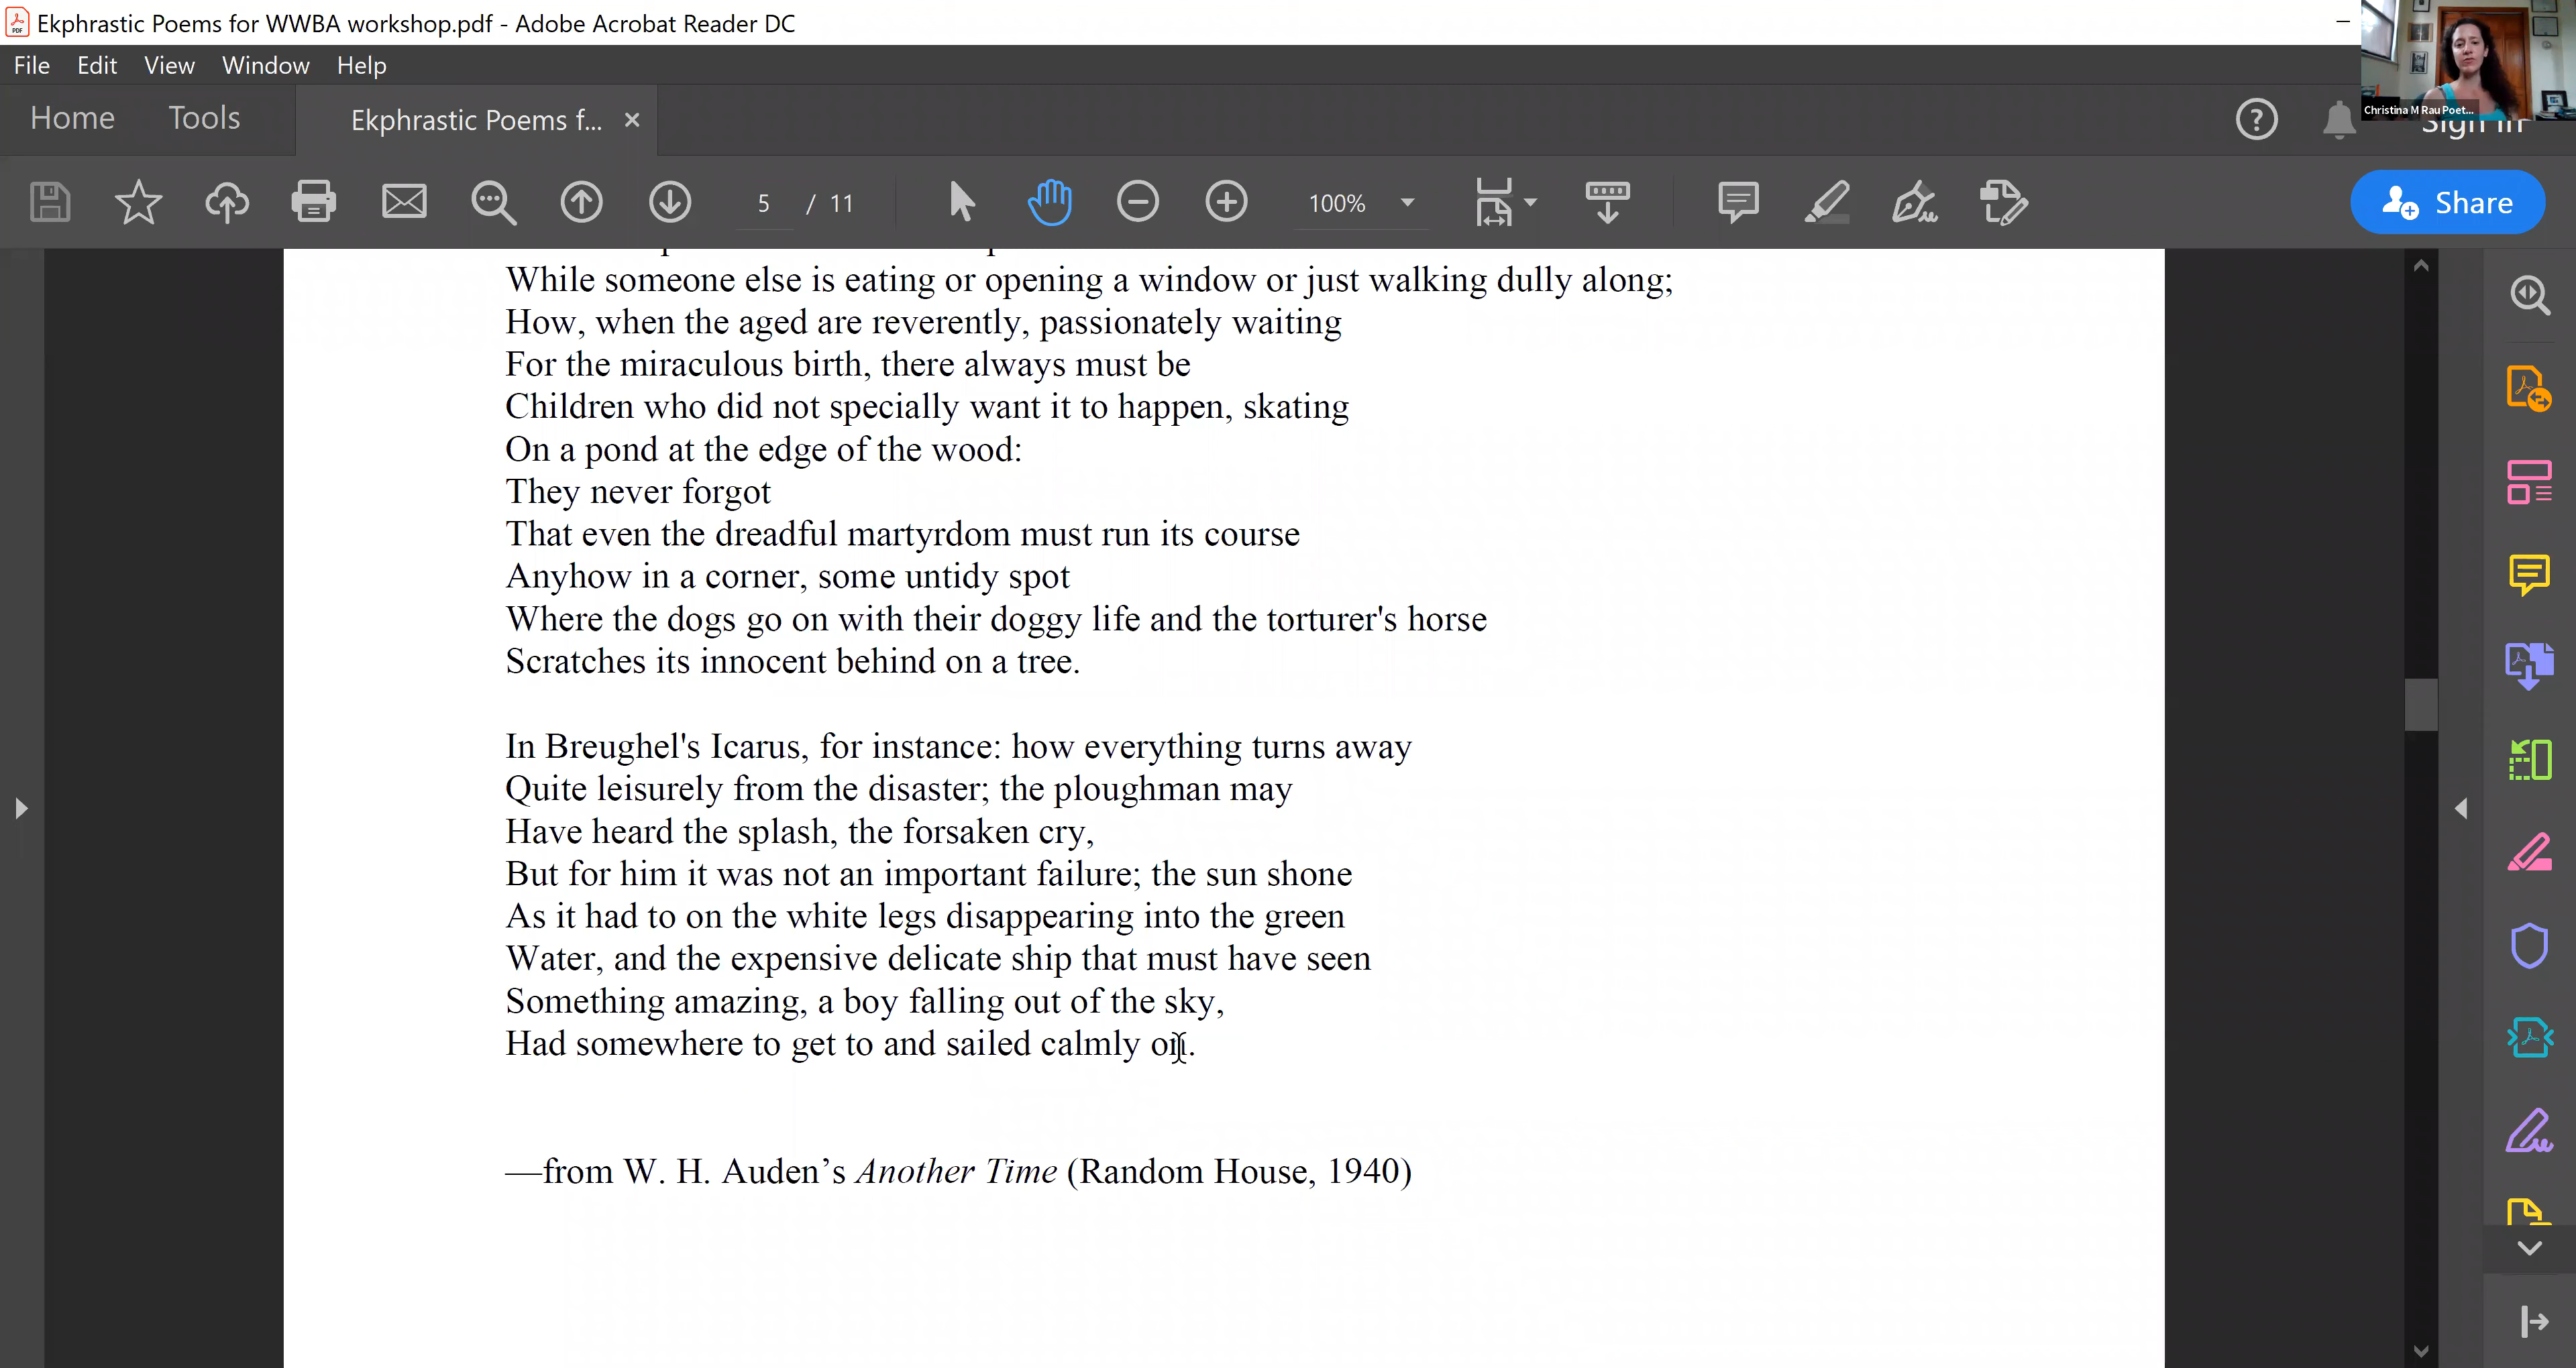 Ekphrastic Poems for WWBA workshop.pdf - Adobe Acrobat Reader DC
File Edit View Window Help
Home Tools Ekphrastic Poems f... ×
Christina M Rau Poet...
Sign In
5 / 11 100% Share
While someone else is eating or opening a window or just walking dully along;
How, when the aged are reverently, passionately waiting
For the miraculous birth, there always must be
Children who did not specially want it to happen, skating
On a pond at the edge of the wood:
They never forgot
That even the dreadful martyrdom must run its course
Anyhow in a corner, some untidy spot
Where the dogs go on with their doggy life and the torturer's horse
Scratches its innocent behind on a tree.
In Breughel's Icarus, for instance: how everything turns away
Quite leisurely from the disaster; the ploughman may
Have heard the splash, the forsaken cry,
But for him it was not an important failure; the sun shone
As it had to on the white legs disappearing into the green
Water, and the expensive delicate ship that must have seen
Something amazing, a boy falling out of the sky,
Had somewhere to get to and sailed calmly on.
—from W. H. Auden’s Another Time (Random House, 1940)